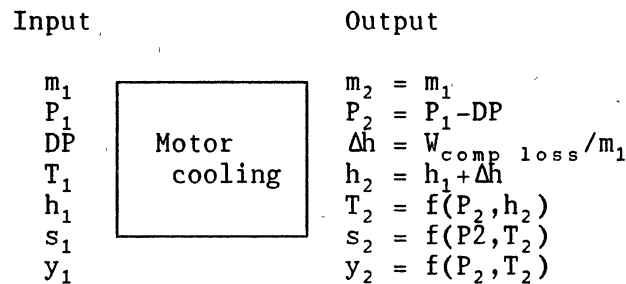 Input Output
m₁ m₂ = m₁
P₁ P₂ = P₁-DP
DP Δh = W_comp loss/m₁
T₁ h₂ = h₁+Δh
h₁ T₂ = f(P₂,h₂)
s₁ s₂ = f(P2,T₂)
y₁ y₂ = f(P₂,T₂)
Motor
cooling